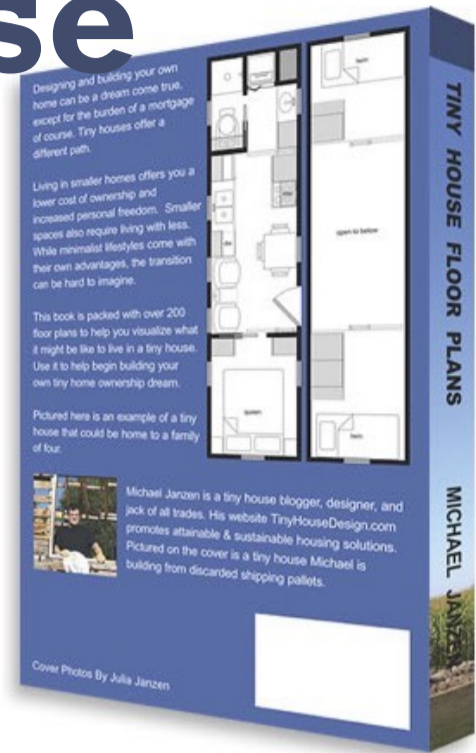 se
Designing and building your own
home can be a dream come true,
except for the burden of a mortgage
of course. Tiny houses offer a
different path.
Living in smaller homes offers you a
lower cost of ownership and
increased personal freedom. Smaller
spaces also require living with less.
While minimalist lifestyles come with
their own advantages, the transition
can be hard to imagine.
This book is packed with over 200
floor plans to help you visualize what
it might be like to live in a tiny house.
Use it to help begin building your
own tiny home ownership dream.
Pictured here is an example of a tiny
house that could be home to a family
of four.
twin
open to below
queen
twin
Michael Janzen is a tiny house blogger, designer, and
jack of all trades. His website TinyHouseDesign.com
promotes attainable & sustainable housing solutions.
Pictured on the cover is a tiny house Michael is
building from discarded shipping pallets.
Cover Photos By Julia Janzen
TINY HOUSE FLOOR PLANS
MICHAEL JANZEN